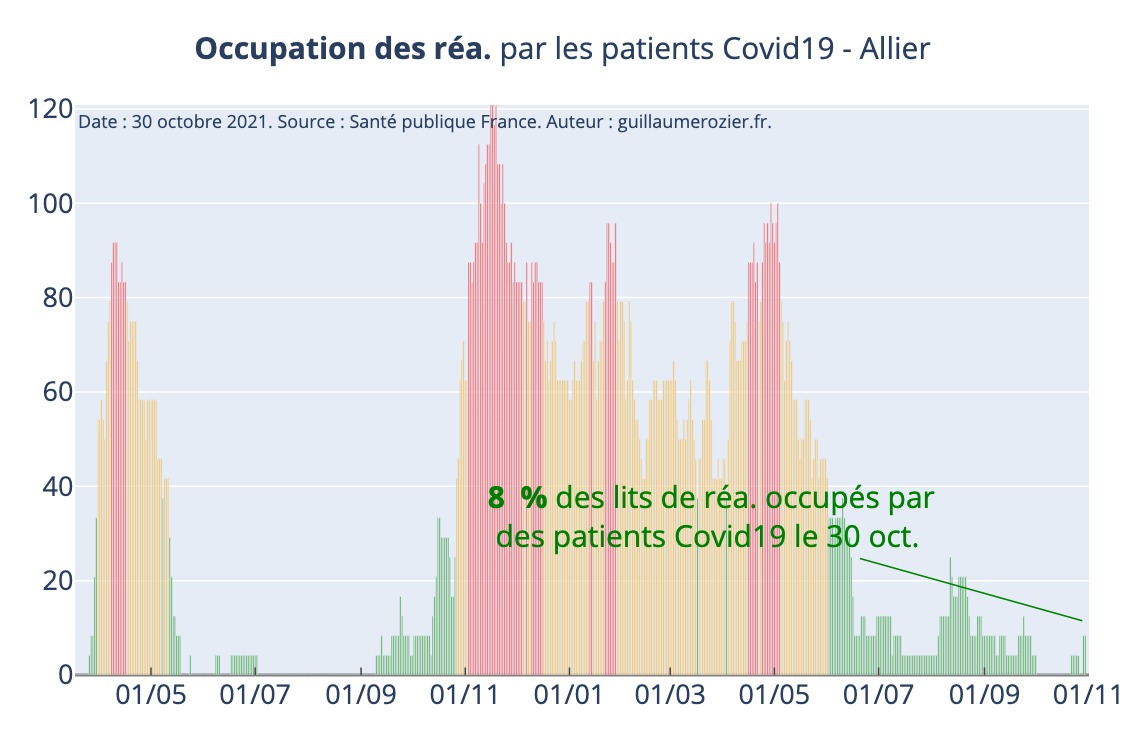 Occupation des réa. par les patients Covid19 - Allier
120
Date : 30 octobre 2021. Source : Santé publique France. Auteur : guillaumerozier.fr.
100
80
60
40
8 % des lits de réa. occupés par
des patients Covid19 le 30 oct.
20
0
01/05 01/07 01/09 01/11 01/01 01/03 01/05 01/07 01/09 01/11